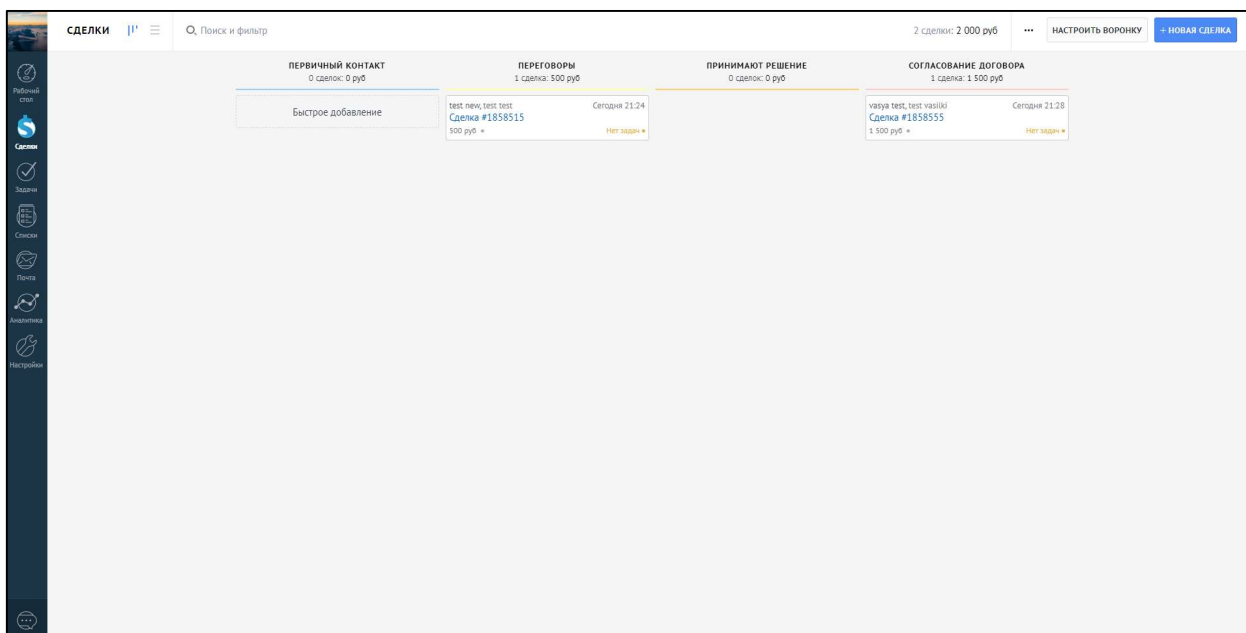 СДЕЛКИ
Поиск и фильтр
2 сделки: 2 000 руб
НАСТРОИТЬ ВОРОНКУ
+ НОВАЯ СДЕЛКА
Рабочий
стол
Сделки
Задачи
Списки
Почта
Аналитика
Настройки
ПЕРВИЧНЫЙ КОНТАКТ
0 сделок: 0 руб
Быстрое добавление
ПЕРЕГОВОРЫ
1 сделка: 500 руб
test new, test test
Сегодня 21:24
Сделка #1858515
500 руб
Нет задач
ПРИНИМАЮТ РЕШЕНИЕ
0 сделок: 0 руб
СОГЛАСОВАНИЕ ДОГОВОРА
1 сделка: 1 500 руб
vasya test, test vasilki
Сегодня 21:28
Сделка #1858555
1 500 руб
Нет задач